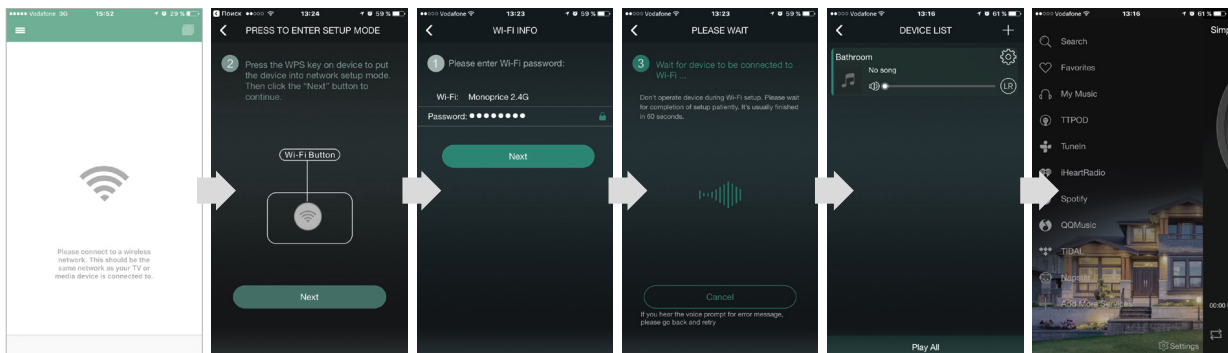 Vodafone 3G 15:52 29 %
Please connect to a wireless
network. This should be the
same network as your TV or
media device is connected to.
Поиск 13:24 59 %
PRESS TO ENTER SETUP MODE
2 Press the WPS key on device to put
the device into network setup mode.
Then click the "Next" button to
continue.
Wi-Fi Button
Next
Vodafone 13:23 59 %
WI-FI INFO
1 Please enter Wi-Fi password:
Wi-Fi: Monoprice 2.4G
Password:
Next
Vodafone 13:23 59 %
PLEASE WAIT
3 Wait for device to be connected to
Wi-Fi ...
Don't operate device during Wi-Fi setup. Please wait
for completion of setup patiently. It's usually finished
in 60 seconds.
Cancel
If you hear the voice prompt for error message,
please go back and retry
Vodafone 13:16 61 %
DEVICE LIST
Bathroom
No song
LR
Play All
Vodafone 13:16 61 %
Search
Favorites
My Music
TTPOD
TuneIn
iHeartRadio
Spotify
QQMusic
TIDAL
Napster
Add More Services
Settings
Simp
00:00